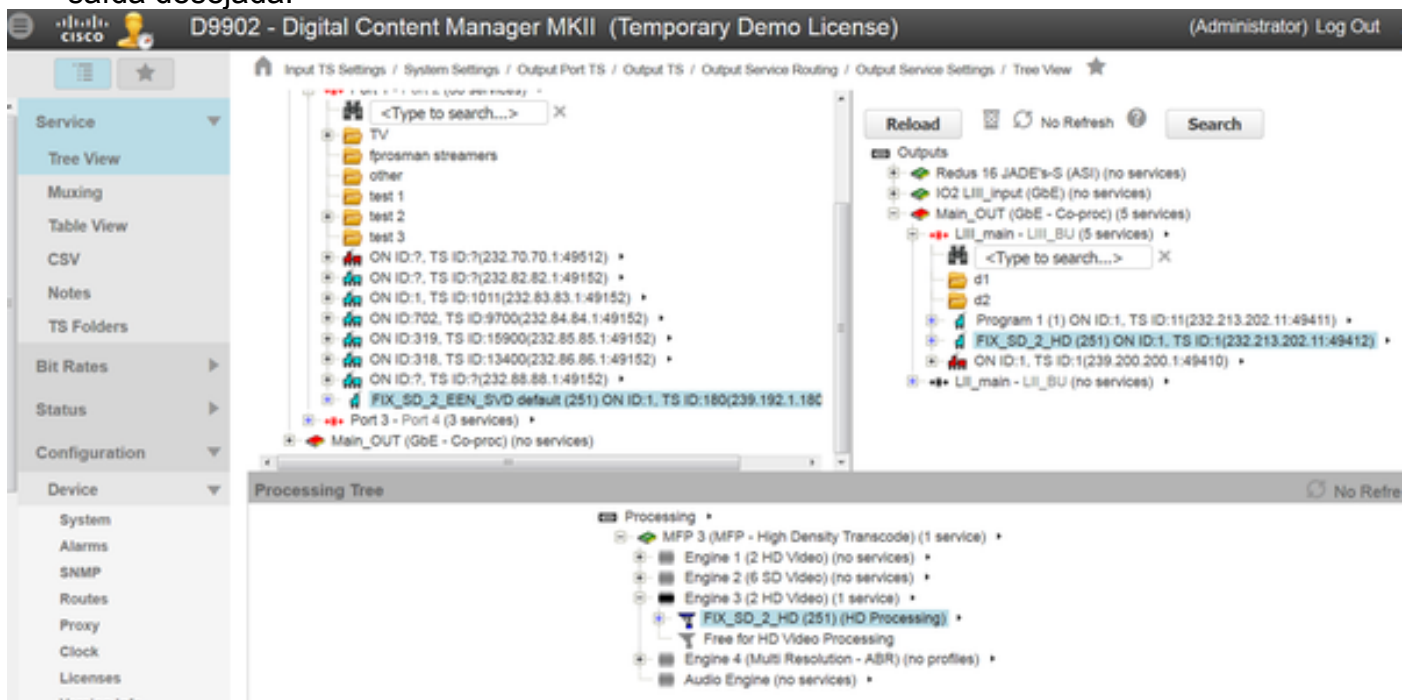 saída desejada.
cisco
D9902 - Digital Content Manager MKII (Temporary Demo License)
(Administrator) Log Out
Input TS Settings / System Settings / Output Port TS / Output TS / Output Service Routing / Output Service Settings / Tree View
Service
Tree View
Muxing
Table View
CSV
Notes
TS Folders
Bit Rates
Status
Configuration
Device
System
Alarms
SNMP
Routes
Proxy
Clock
Licenses
Port 1 - Port 2 (60 services)
<Type to search...>
TV
fprosman streamers
other
test 1
test 2
test 3
ON ID:?, TS ID:?(232.70.70.1:49512)
ON ID:?, TS ID:?(232.82.82.1:49152)
ON ID:1, TS ID:1011(232.83.83.1:49152)
ON ID:702, TS ID:9700(232.84.84.1:49152)
ON ID:319, TS ID:15900(232.85.85.1:49152)
ON ID:318, TS ID:13400(232.86.86.1:49152)
ON ID:?, TS ID:?(232.88.88.1:49152)
FIX_SD_2_EEN_SVD default (251) ON ID:1, TS ID:180(239.192.1.180
Port 3 - Port 4 (3 services)
Main_OUT (GbE - Co-proc) (no services)
Reload
No Refresh
Search
Outputs
Redus 16 JADE's-S (ASI) (no services)
IO2 LIII_input (GbE) (no services)
Main_OUT (GbE - Co-proc) (5 services)
LIII_main - LIII_BU (5 services)
<Type to search...>
d1
d2
Program 1 (1) ON ID:1, TS ID:11(232.213.202.11:49411)
FIX_SD_2_HD (251) ON ID:1, TS ID:1(232.213.202.11:49412)
ON ID:1, TS ID:1(239.200.200.1:49410)
LII_main - LII_BU (no services)
Processing Tree
No Refre
Processing
MFP 3 (MFP - High Density Transcode) (1 service)
Engine 1 (2 HD Video) (no services)
Engine 2 (6 SD Video) (no services)
Engine 3 (2 HD Video) (1 service)
FIX_SD_2_HD (251) (HD Processing)
Free for HD Video Processing
Engine 4 (Multi Resolution - ABR) (no profiles)
Audio Engine (no services)